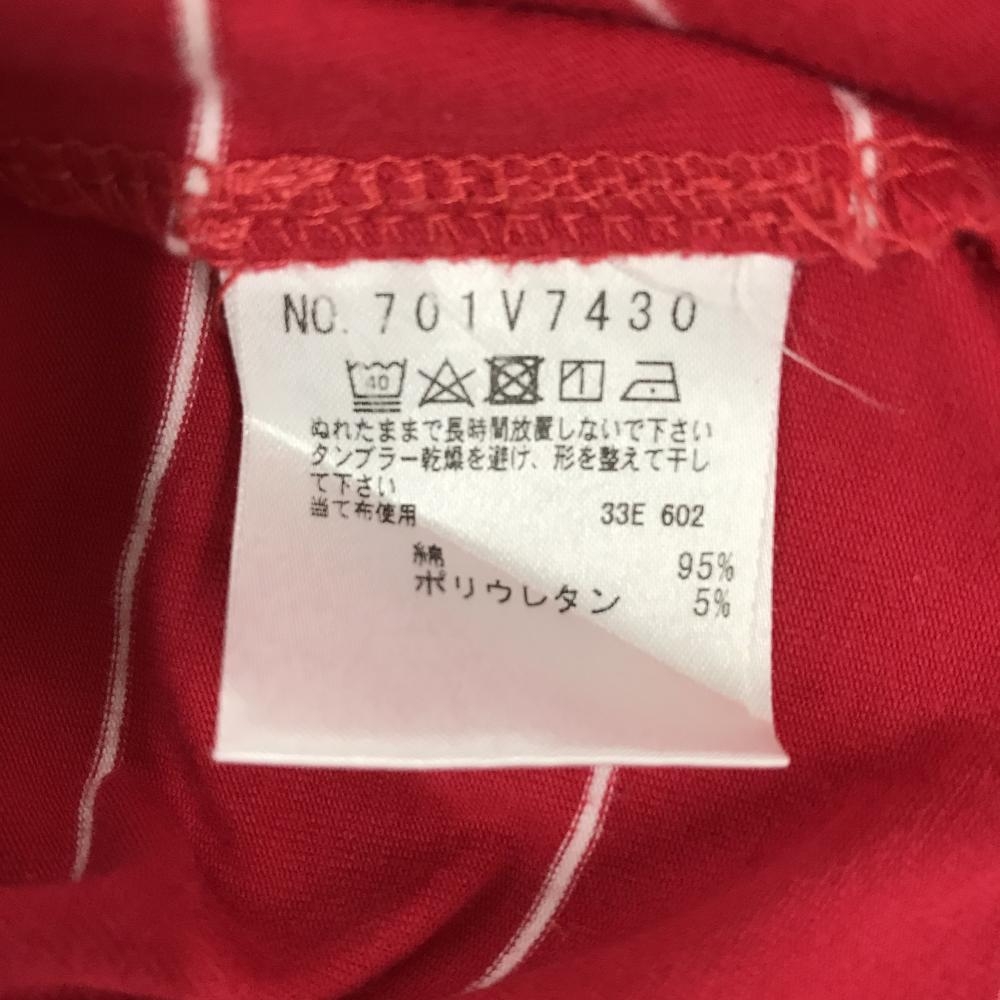 NO. 701V7430
40
ぬれたままで長時間放置しないで下さい
タンブラー乾燥を避け、形を整えて干し
て下さい
当て布使用 33E 602
綿 95%
ポリウレタン 5%